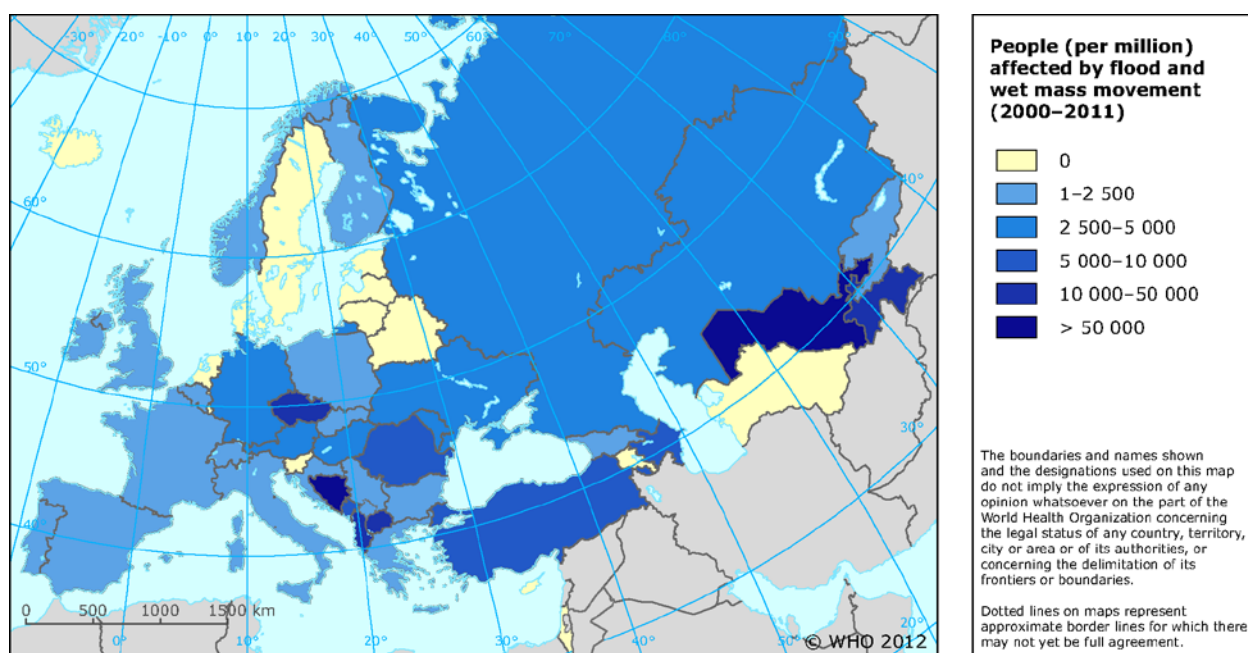 -30° -20° -10° 0° 10° 20° 30° 40° 50° 60° 70° 80° 90°
60°
50°
40°
40°
30°
0 500 1000 1500 km
0° 10° 20° 30° 40° 50° 60°
© WHO 2012
People (per million)
affected by flood and
wet mass movement
(2000–2011)
0
1–2 500
2 500–5 000
5 000–10 000
10 000–50 000
> 50 000
The boundaries and names shown
and the designations used on this map
do not imply the expression of any
opinion whatsoever on the part of the
World Health Organization concerning
the legal status of any country, territory,
city or area or of its authorities, or
concerning the delimitation of its
frontiers or boundaries.
Dotted lines on maps represent
approximate border lines for which there
may not yet be full agreement.